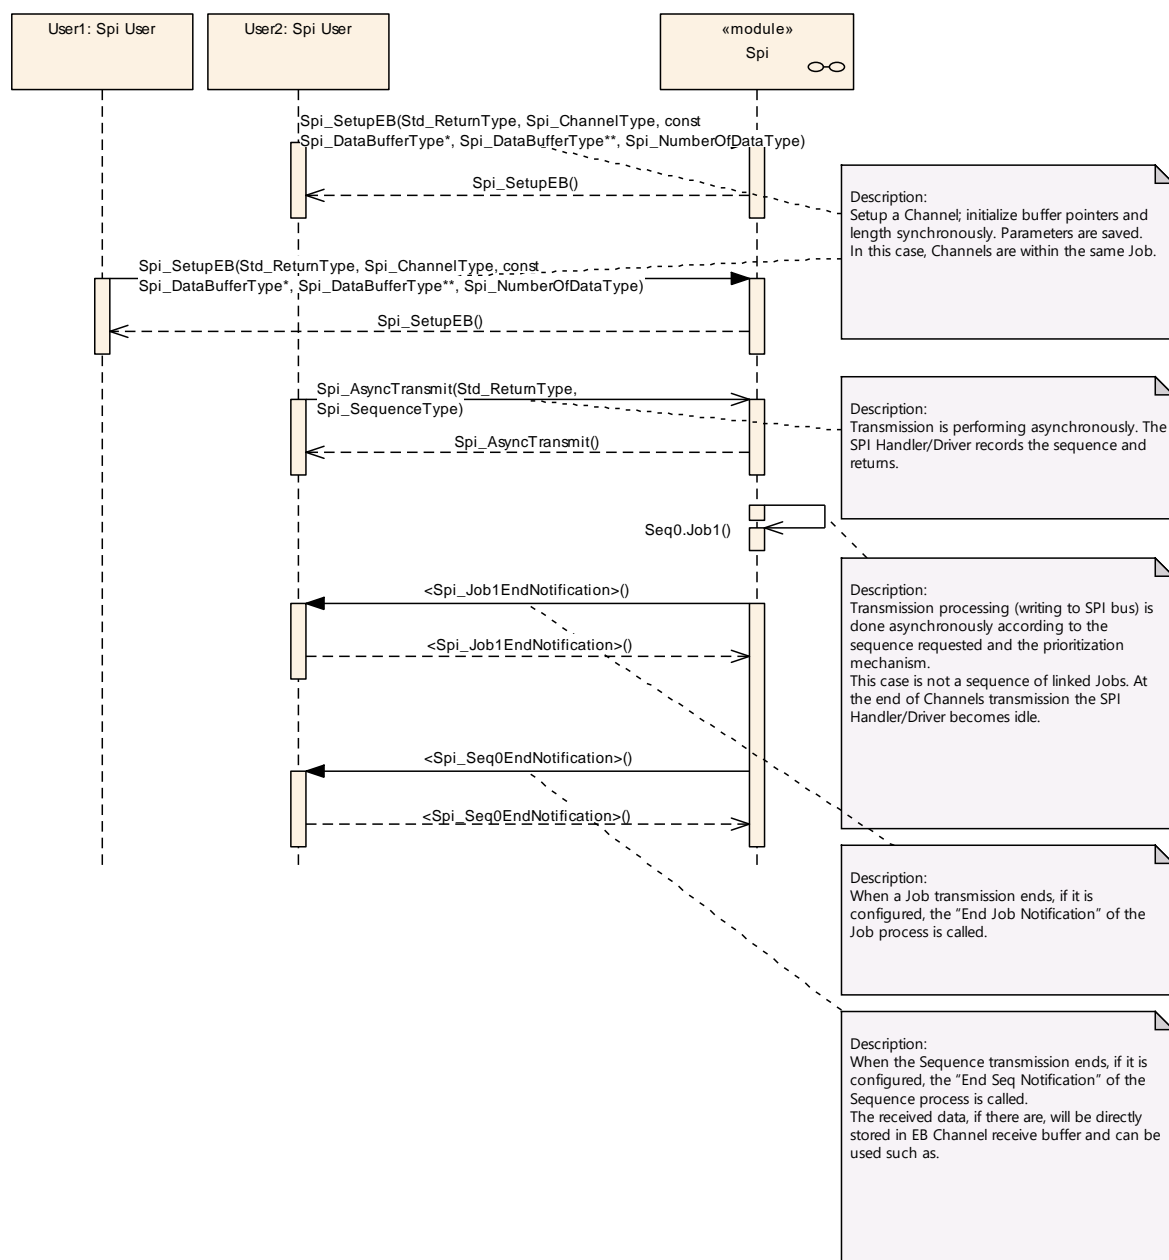 User1: Spi User
User2: Spi User
«module»
Spi
Spi_SetupEB(Std_ReturnType, Spi_ChannelType, const
Spi_DataBufferType*, Spi_DataBufferType**, Spi_NumberOfDataType)
Spi_SetupEB()
Description:
Setup a Channel; initialize buffer pointers and
length synchronously. Parameters are saved.
In this case, Channels are within the same Job.
Spi_SetupEB(Std_ReturnType, Spi_ChannelType, const
Spi_DataBufferType*, Spi_DataBufferType**, Spi_NumberOfDataType)
Spi_SetupEB()
Spi_AsyncTransmit(Std_ReturnType,
Spi_SequenceType)
Spi_AsyncTransmit()
Description:
Transmission is performing asynchronously. The
SPI Handler/Driver records the sequence and
returns.
Seq0.Job1()
Description:
Transmission processing (writing to SPI bus) is
done asynchronously according to the
sequence requested and the prioritization
mechanism.
This case is not a sequence of linked Jobs. At
the end of Channels transmission the SPI
Handler/Driver becomes idle.
<Spi_Job1EndNotification>()
<Spi_Job1EndNotification>()
<Spi_Seq0EndNotification>()
<Spi_Seq0EndNotification>()
Description:
When a Job transmission ends, if it is
configured, the “End Job Notification” of the
Job process is called.
Description:
When the Sequence transmission ends, if it is
configured, the “End Seq Notification” of the
Sequence process is called.
The received data, if there are, will be directly
stored in EB Channel receive buffer and can be
used such as.